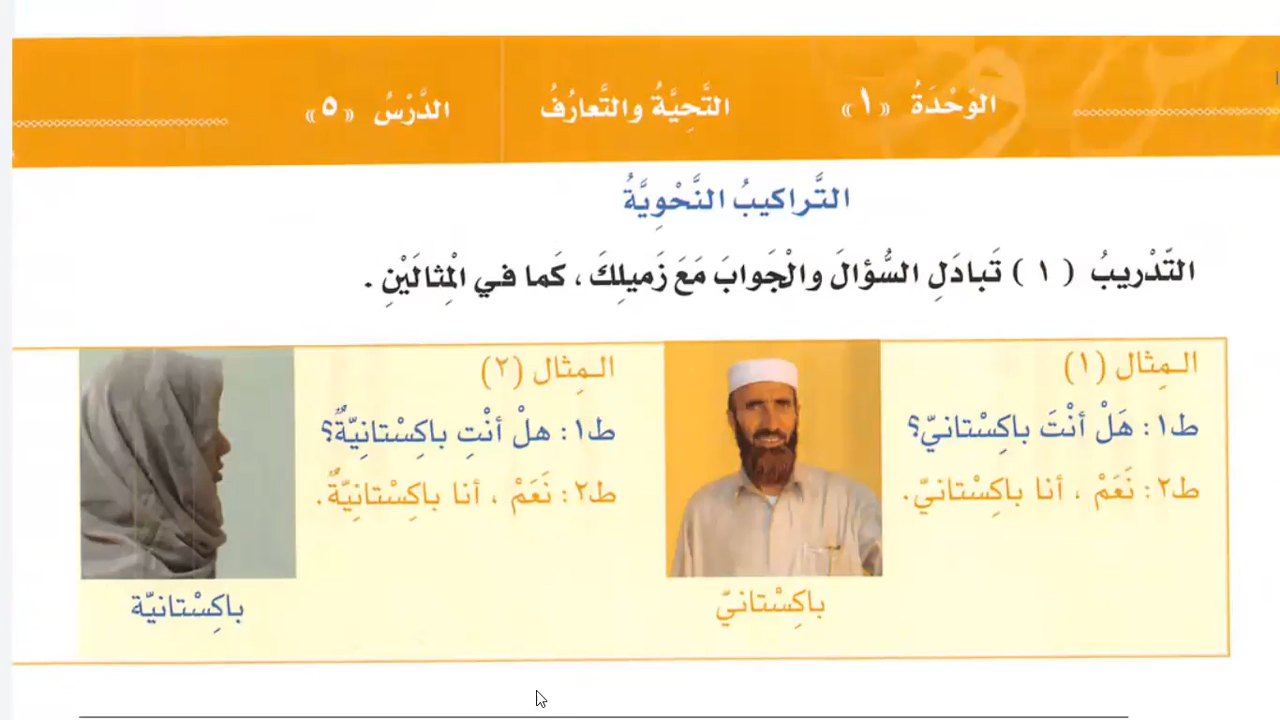 الوَحْدَةُ «١» التَّحِيَّةُ والتَّعارُفُ الدَّرْسُ «٥»
التَّراكيبُ النَّحْوِيَّةُ
التّدْريبُ (١) تَبادَلِ السُّؤالَ والْجَوابَ مَعَ زَميلِكَ ، كَما في الْمِثالَيْنِ .
الـمِثال (١)
ط١: هَلْ أنْتَ باكِسْتانيّ؟
ط٢: نَعَمْ ، أنا باكِسْتانيّ.
باكِسْتانيّ
الـمِثال (٢)
ط١: هلْ أنْتِ باكِسْتانِيّةٌ؟
ط٢: نَعَمْ ، أنا باكِسْتانِيّةٌ.
باكِسْتانيّة